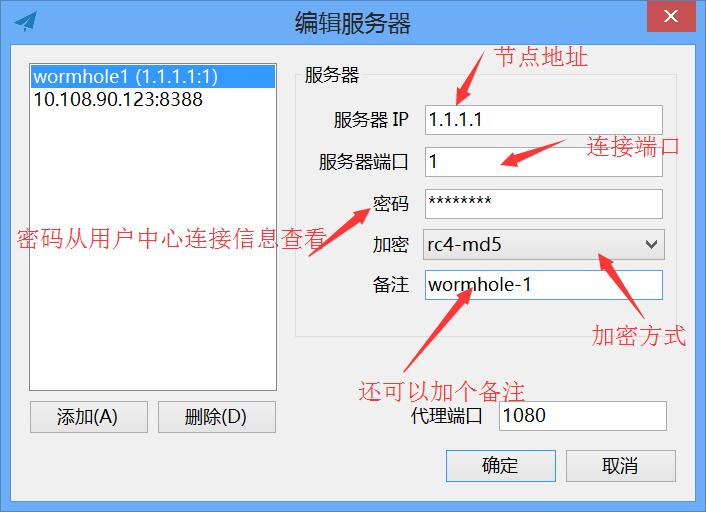 编辑服务器
wormhole1 (1.1.1.1:1)
10.108.90.123:8388
服务器
节点地址
服务器 IP
1.1.1.1
连接端口
服务器端口
1
密码
********
密码从用户中心连接信息查看
加密
rc4-md5
备注
wormhole-1
加密方式
还可以加个备注
添加(A)
删除(D)
代理端口
1080
确定
取消